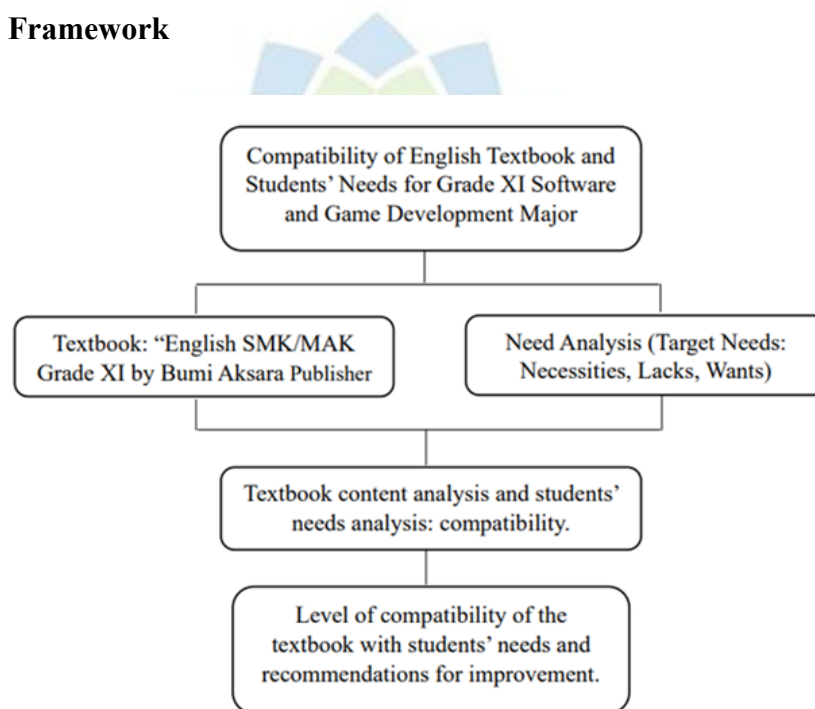 Framework
Compatibility of English Textbook and
Students’ Needs for Grade XI Software
and Game Development Major
Textbook: “English SMK/MAK
Grade XI by Bumi Aksara Publisher
Need Analysis (Target Needs:
Necessities, Lacks, Wants)
Textbook content analysis and students’
needs analysis: compatibility.
Level of compatibility of the
textbook with students’ needs and
recommendations for improvement.